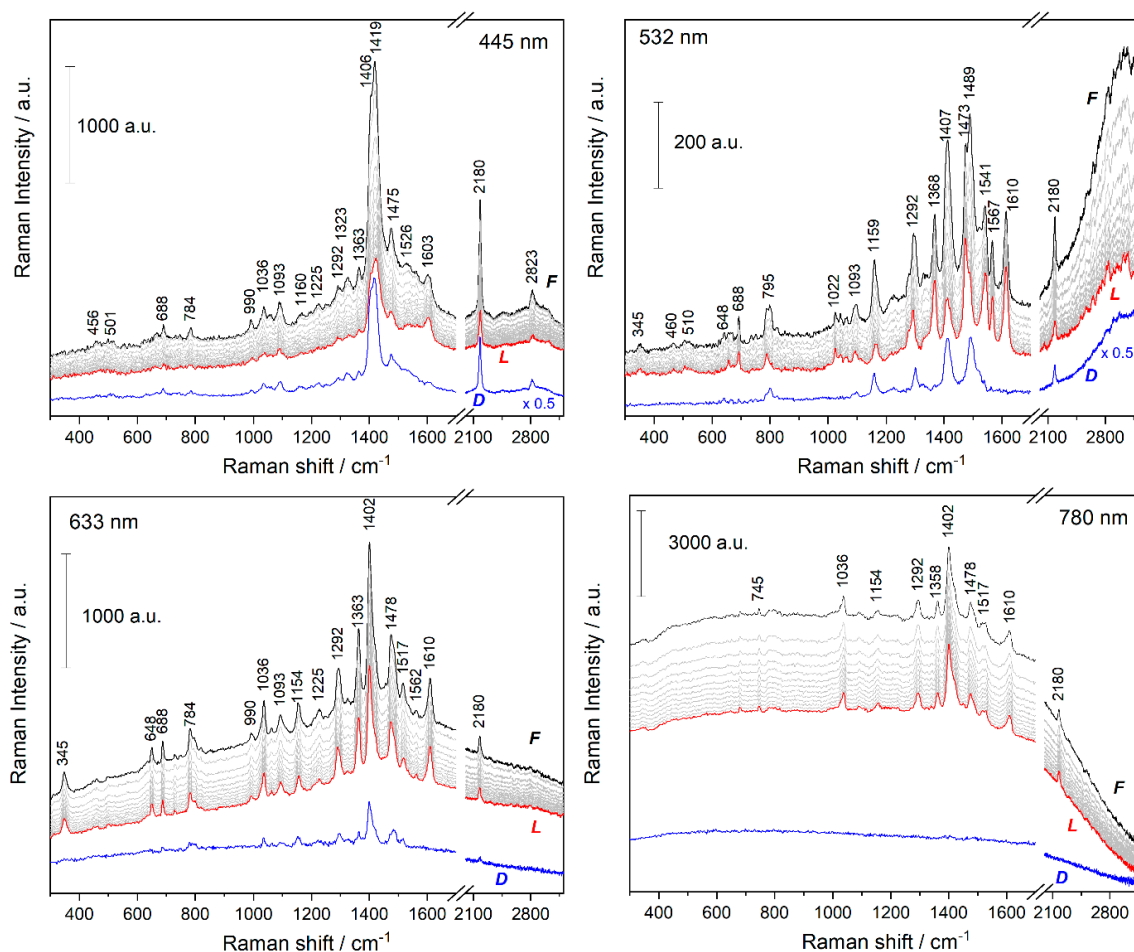 445 nm
1000 a.u.
1406
1419
456
501
688
784
990
1036
1093
1160
1225
1292
1323
1363
1475
1526
1603
2180
2823
F
L
D
x 0.5
300 400 600 800 1000 1200 1400 1600 2100 2800
Raman shift / cm⁻¹
Raman Intensity / a.u.
532 nm
200 a.u.
345
460
510
648
688
795
1022
1093
1159
1292
1368
1407
1473
1489
1541
1567
1610
2180
F
L
x 0.5
D
300 400 600 800 1000 1200 1400 1600 2100 2800
Raman shift / cm⁻¹
Raman Intensity / a.u.
633 nm
1000 a.u.
345
648
688
784
990
1036
1093
1154
1225
1292
1363
1402
1478
1517
1562
1610
2180
F
L
D
300 400 600 800 1000 1200 1400 1600 2100 2800
Raman shift / cm⁻¹
Raman Intensity / a.u.
780 nm
3000 a.u.
745
1036
1154
1292
1358
1402
1478
1517
1610
2180
F
L
D
300 400 600 800 1000 1200 1400 1600 2100 2800
Raman shift / cm⁻¹
Raman Intensity / a.u.